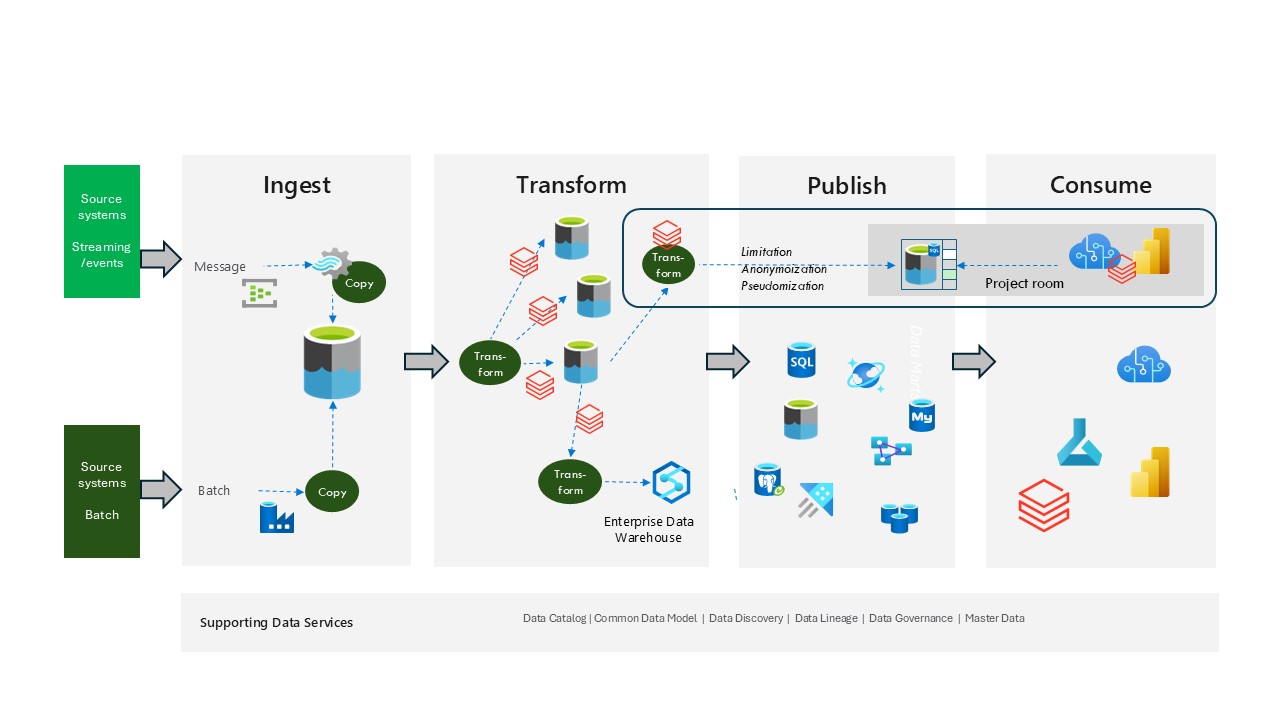 Source
systems
Streaming
/events
Source
systems
Batch
Ingest
Message
Copy
Batch
Copy
Transform
Trans-
form
Trans-
form
Trans-
form
Enterprise Data
Warehouse
Publish
Limitation
Anonymoization
Pseudomization
SQL
Project room
SQL
Data Mart
My
Consume
Supporting Data Services
Data Catalog | Common Data Model | Data Discovery | Data Lineage | Data Governance | Master Data